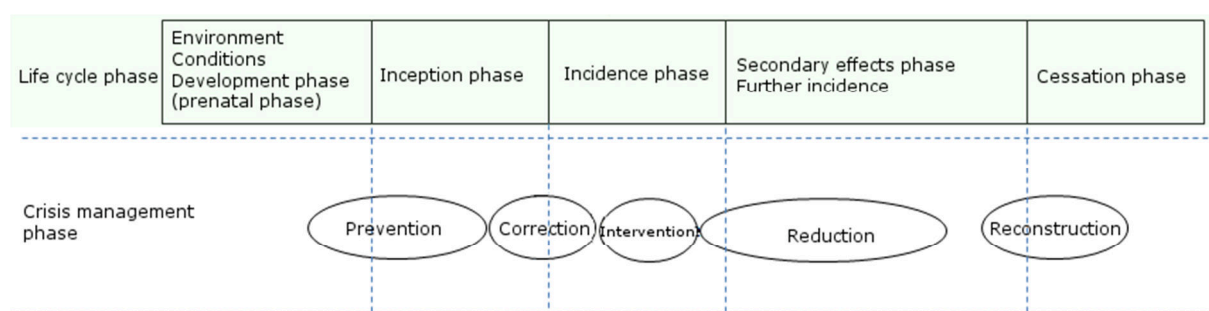 Life cycle phase
Environment
Conditions
Development phase
(prenatal phase)
Inception phase
Incidence phase
Secondary effects phase
Further incidence
Cessation phase
Crisis management
phase
Prevention
Correction
Intervention
Reduction
Reconstruction